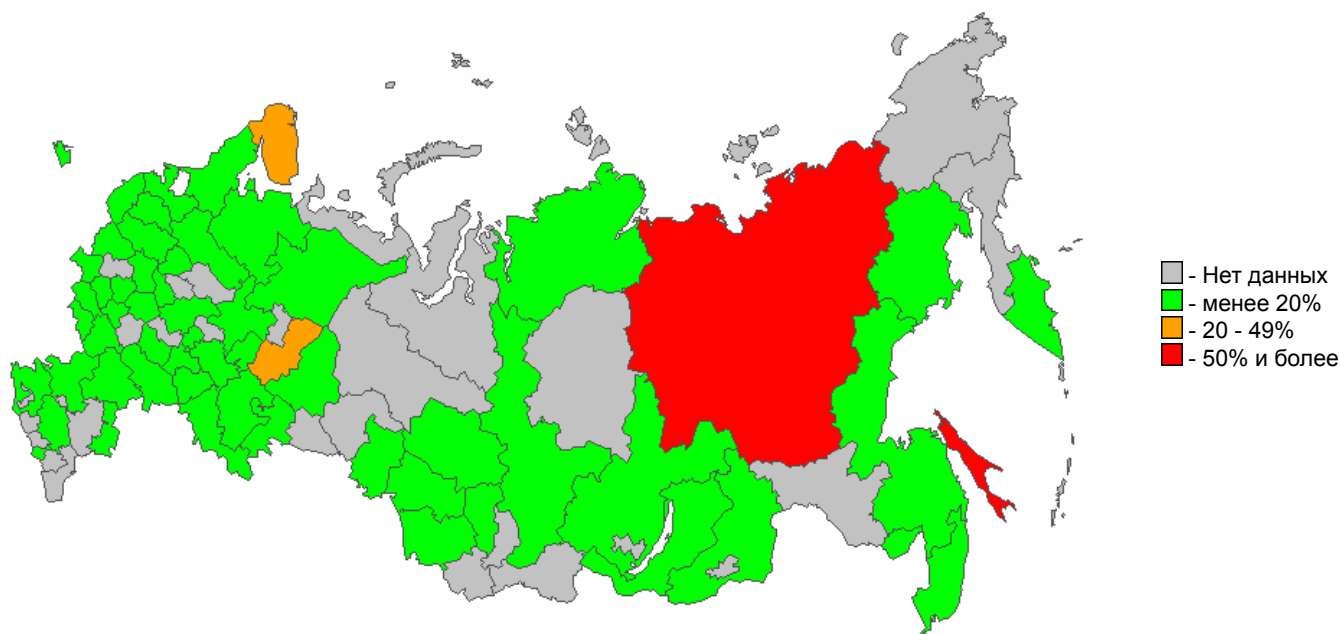 - Нет данных
- менее 20%
- 20 - 49%
- 50% и более